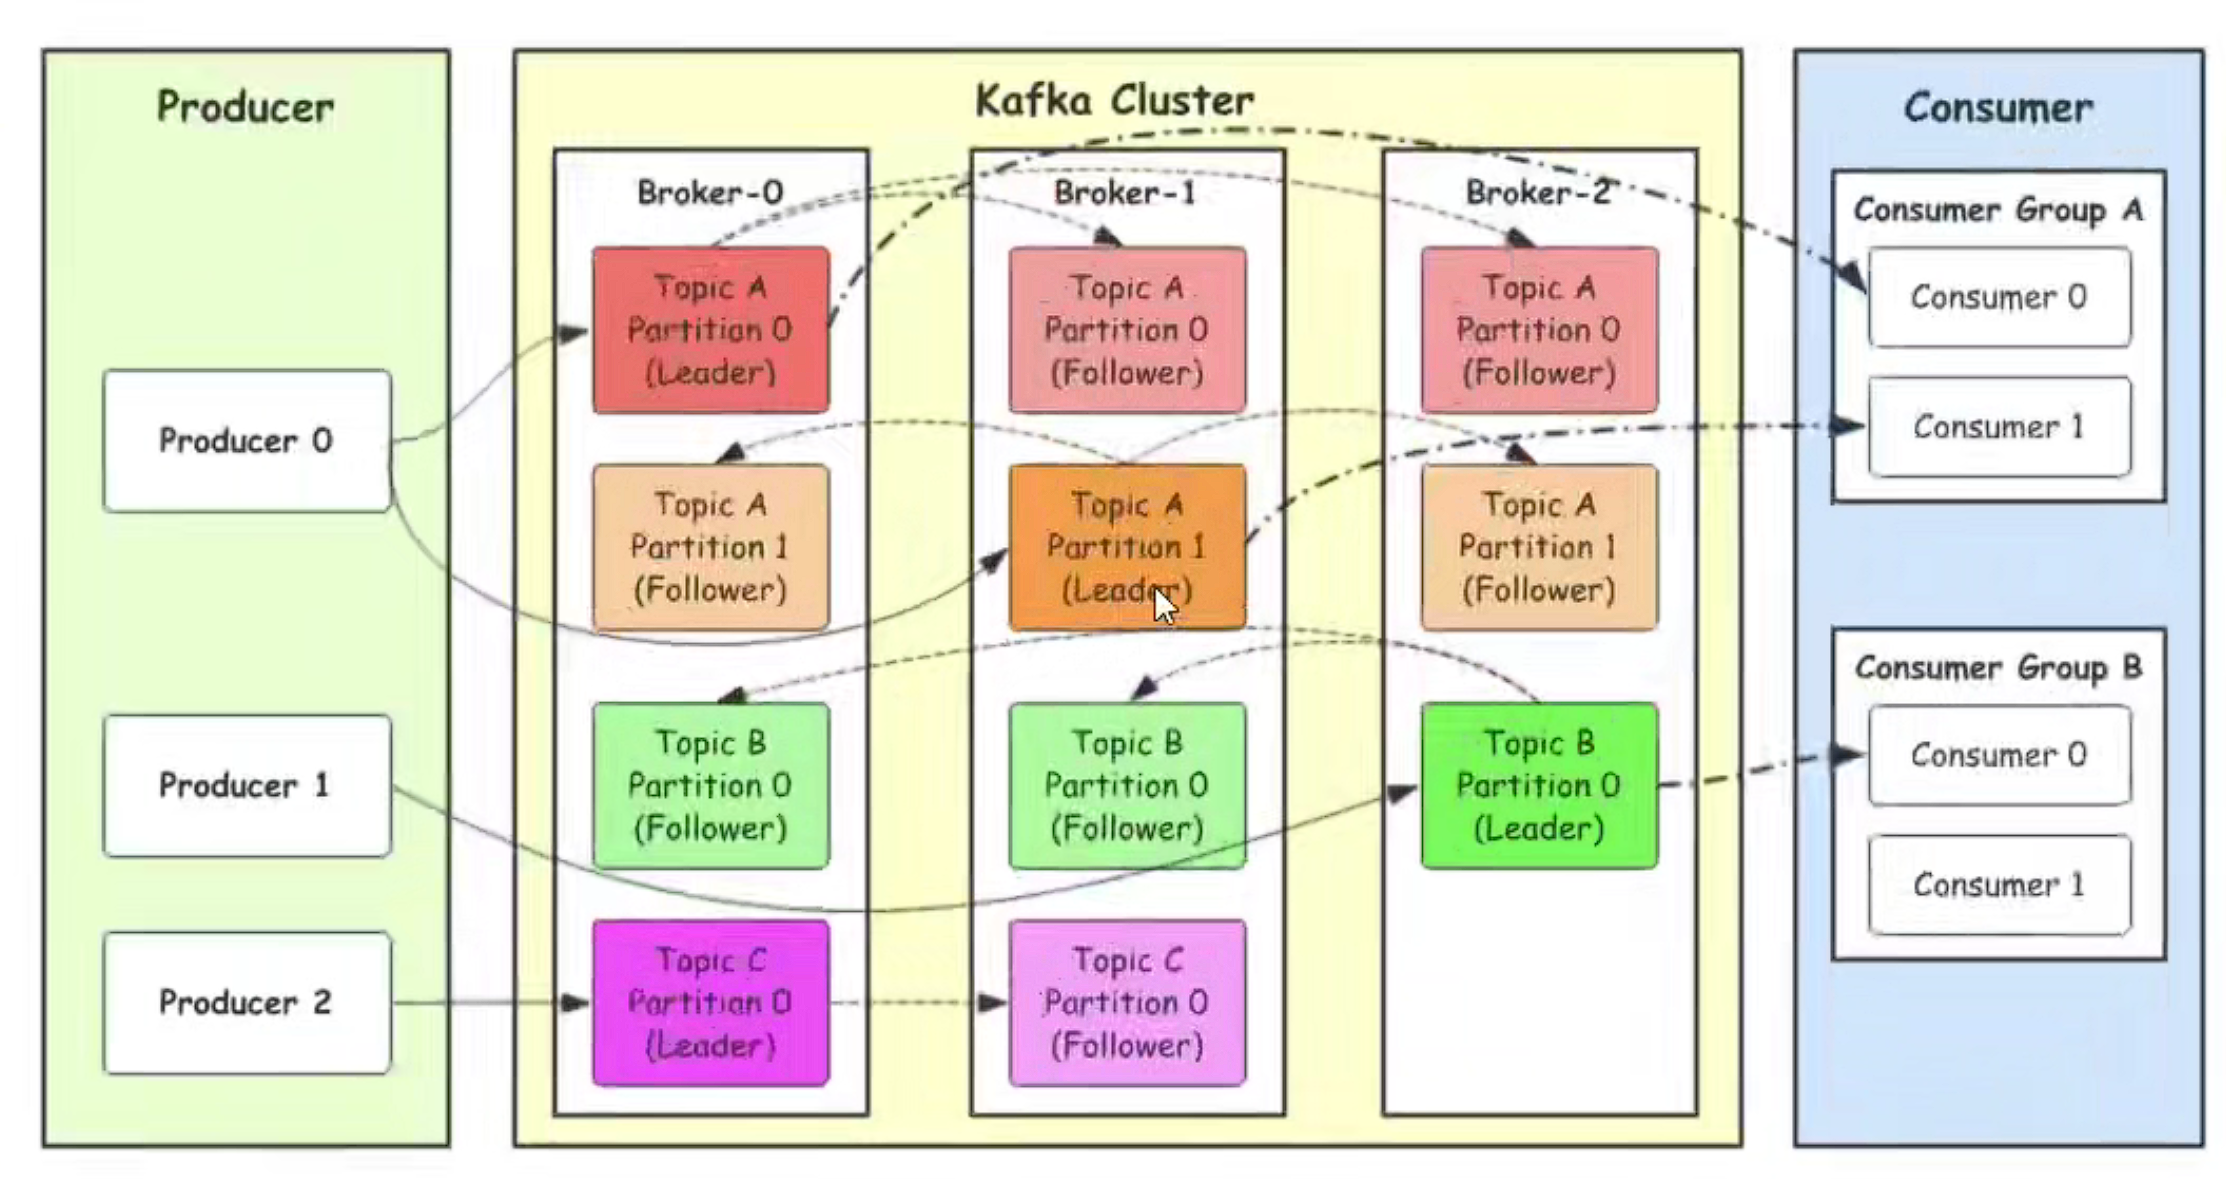 Producer
Producer 0
Producer 1
Producer 2
Kafka Cluster
Broker-0
Topic A
Partition 0
(Leader)
Topic A
Partition 1
(Follower)
Topic B
Partition 0
(Follower)
Topic C
Partition 0
(Leader)
Broker-1
Topic A
Partition 0
(Follower)
Topic A
Partition 1
(Leader)
Topic B
Partition 0
(Follower)
Topic C
Partition 0
(Follower)
Broker-2
Topic A
Partition 0
(Follower)
Topic A
Partition 1
(Follower)
Topic B
Partition 0
(Leader)
Consumer
Consumer Group A
Consumer 0
Consumer 1
Consumer Group B
Consumer 0
Consumer 1